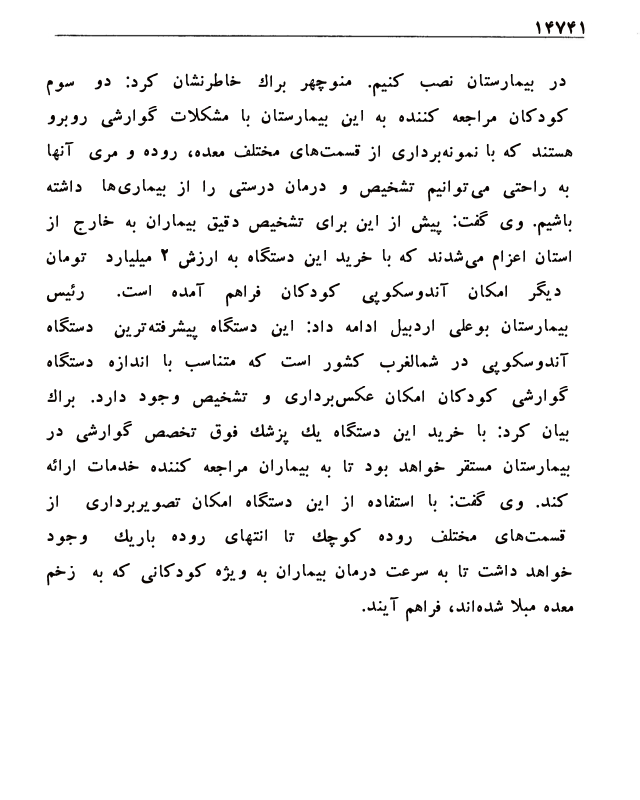 ۱۴۷۴۱
در بیمارستان نصب کنیم. منوچهر براك خاطرنشان کرد: دو سوم
کودکان مراجعه کننده به این بیمارستان با مشکلات گوارشی روبرو
هستند که با نمونه‌برداری از قسمت‌های مختلف معده، روده و مری آنها
به راحتی می‌توانیم تشخیص و درمان درستی را از بیماری‌ها داشته
باشیم. وی گفت: پیش از این برای تشخیص دقیق بیماران به خارج از
استان اعزام می‌شدند که با خرید این دستگاه به ارزش ۲ میلیارد تومان
دیگر امکان آندوسکوپی کودکان فراهم آمده است. رئیس
بیمارستان بوعلی اردبیل ادامه داد: این دستگاه پیشرفته‌ترین دستگاه
آندوسکوپی در شمالغرب کشور است که متناسب با اندازه دستگاه
گوارشی کودکان امکان عکس‌برداری و تشخیص وجود دارد. براك
بیان کرد: با خرید این دستگاه یك پزشك فوق تخصص گوارشی در
بیمارستان مستقر خواهد بود تا به بیماران مراجعه کننده خدمات ارائه
کند. وی گفت: با استفاده از این دستگاه امکان تصویربرداری از
قسمت‌های مختلف روده کوچك تا انتهای روده باریك وجود
خواهد داشت تا به سرعت درمان بیماران به ویژه کودکانی که به زخم
معده مبلا شده‌اند، فراهم آیند.